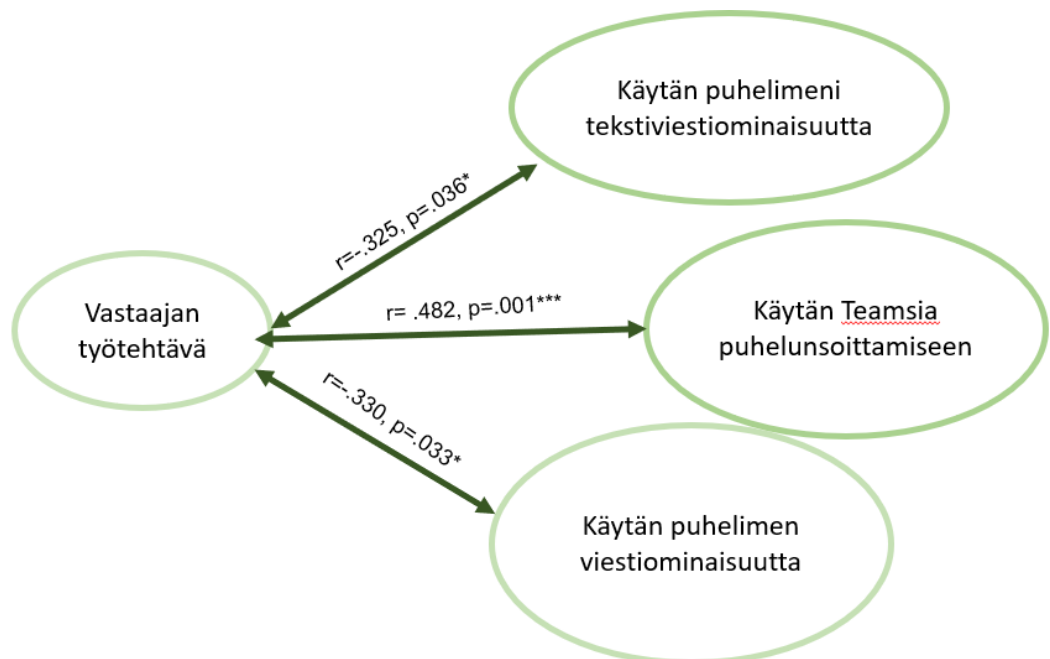 Käytän puhelimeni
tekstiviestiominaisuutta
r=-.325, p=.036*
Vastaajan
työtehtävä
r= .482, p=.001***
Käytän Teamsia
puhelunsoittamiseen
r=-.330, p=.033*
Käytän puhelimen
viestiominaisuutta